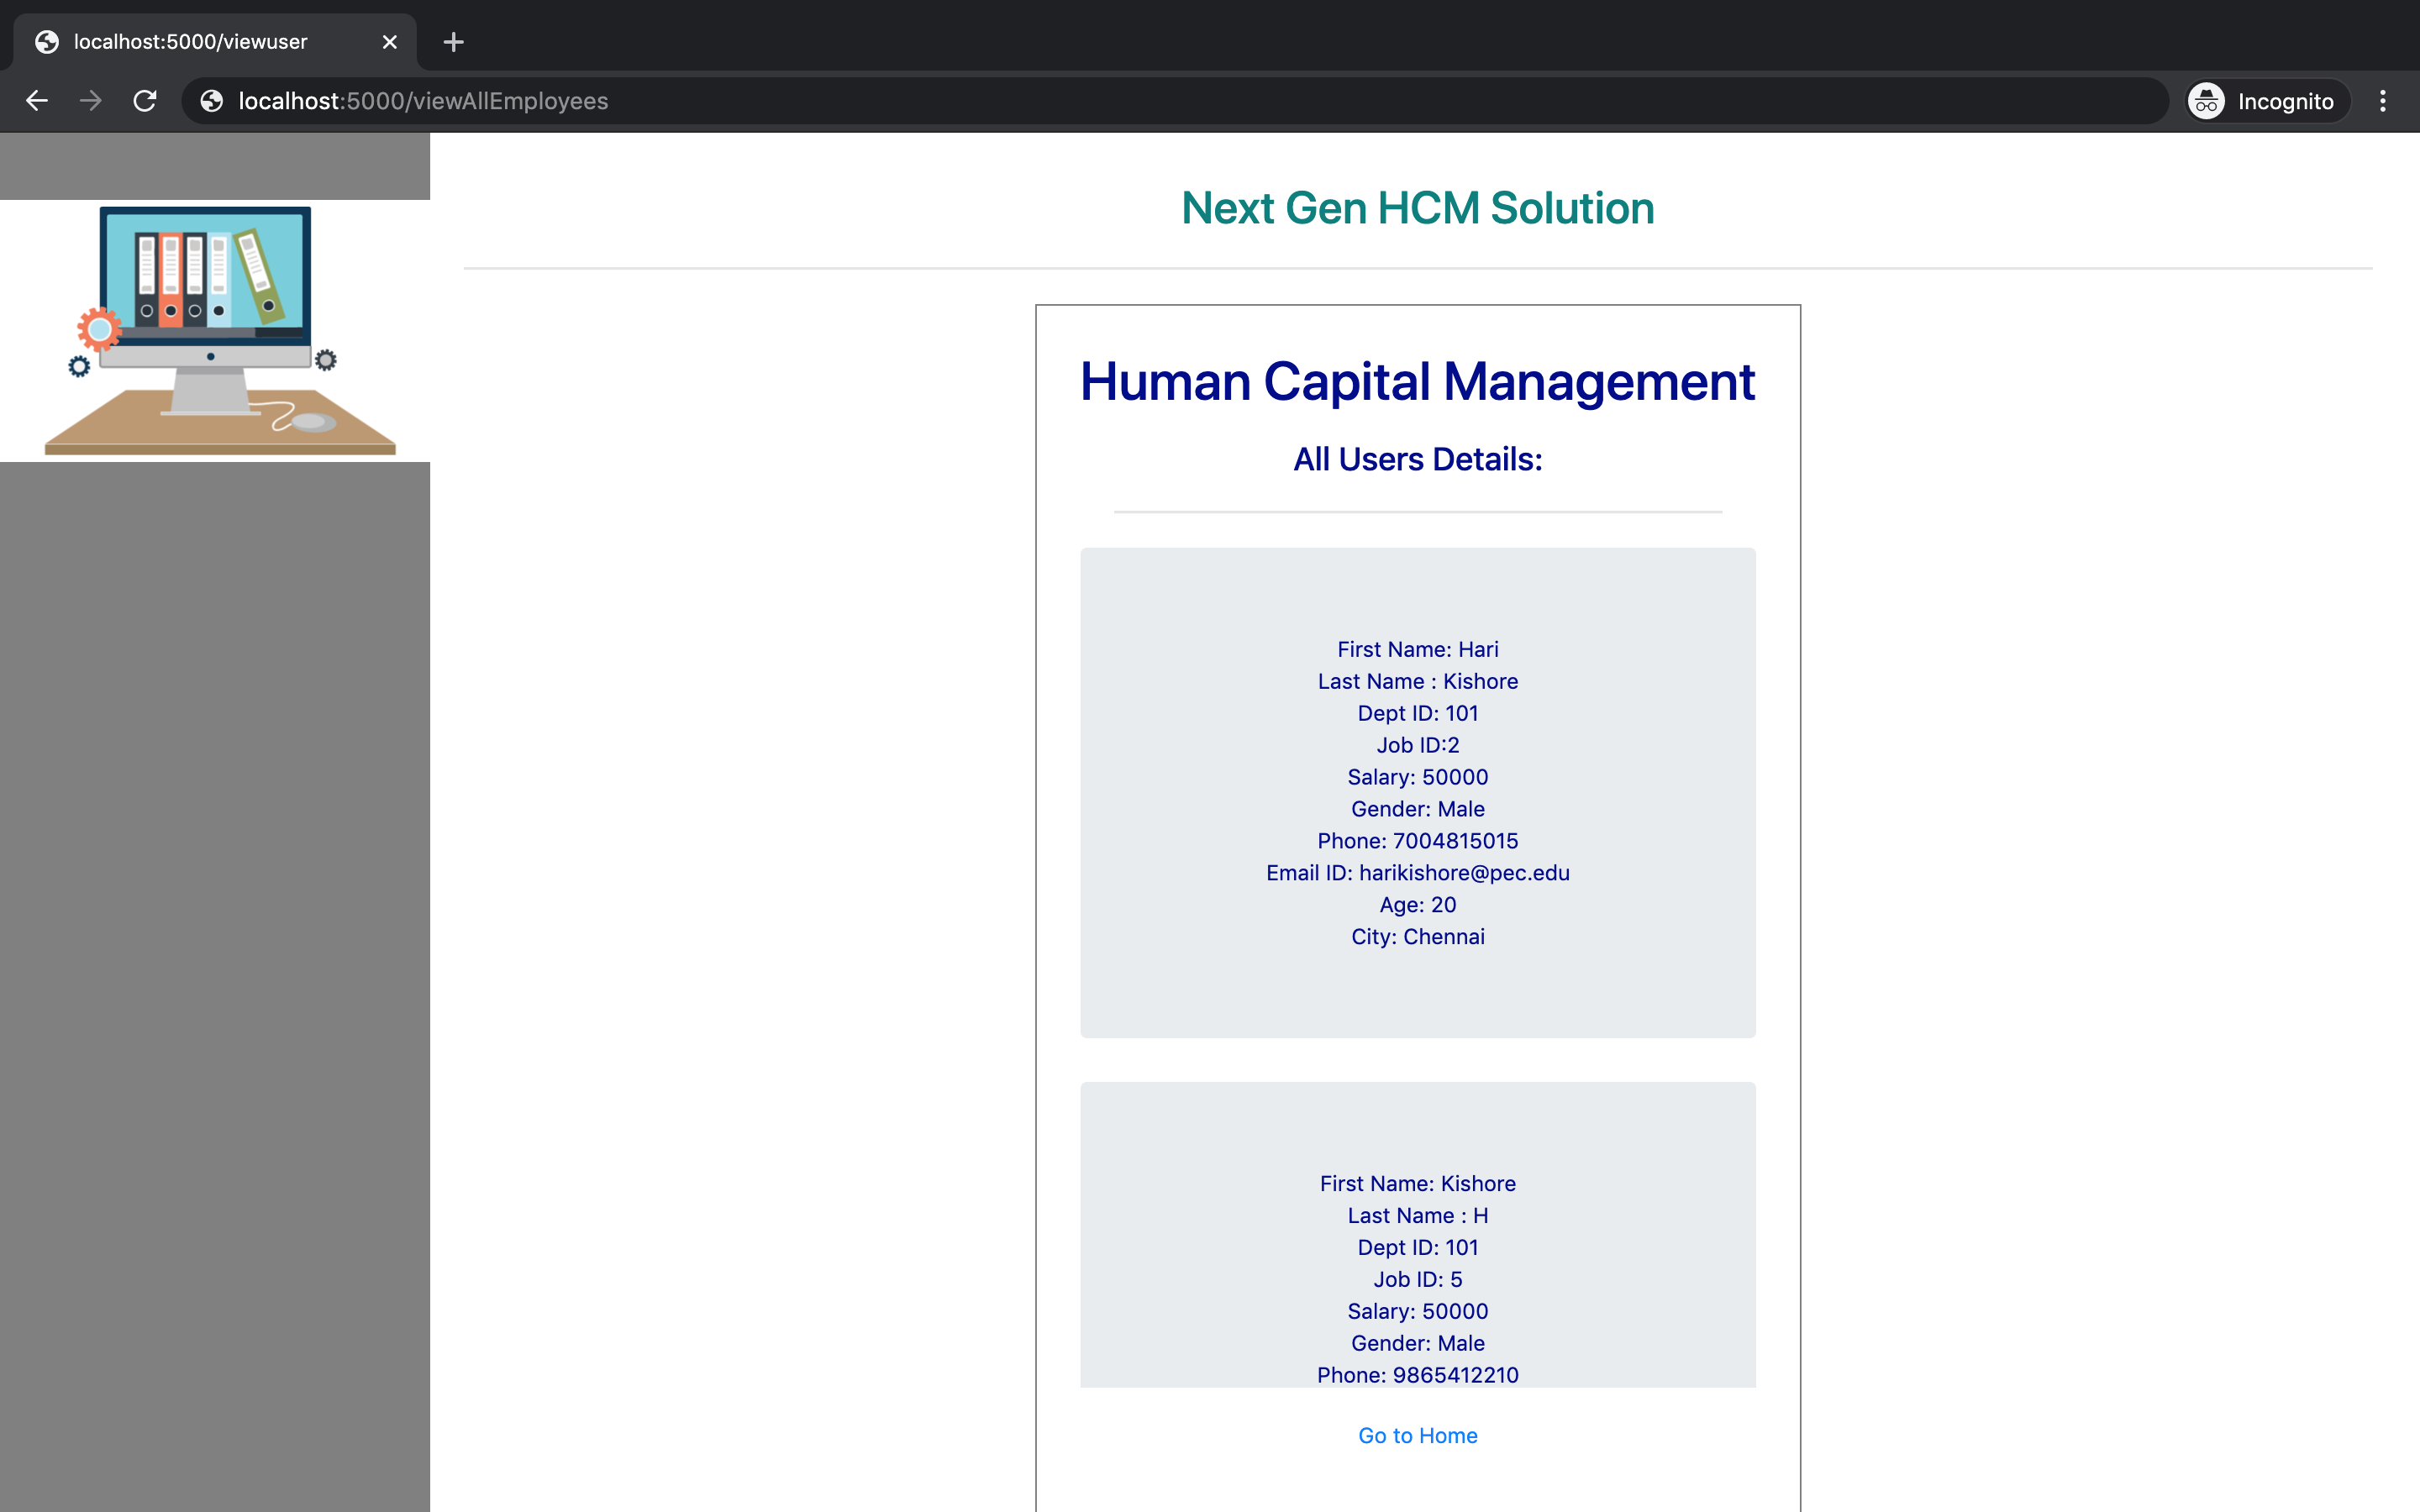 localhost:5000/viewuser
localhost:5000/viewAllEmployees
Incognito
Next Gen HCM Solution
Human Capital Management
All Users Details:
First Name: Hari
Last Name : Kishore
Dept ID: 101
Job ID:2
Salary: 50000
Gender: Male
Phone: 7004815015
Email ID: harikishore@pec.edu
Age: 20
City: Chennai
First Name: Kishore
Last Name : H
Dept ID: 101
Job ID: 5
Salary: 50000
Gender: Male
Phone: 9865412210
Go to Home